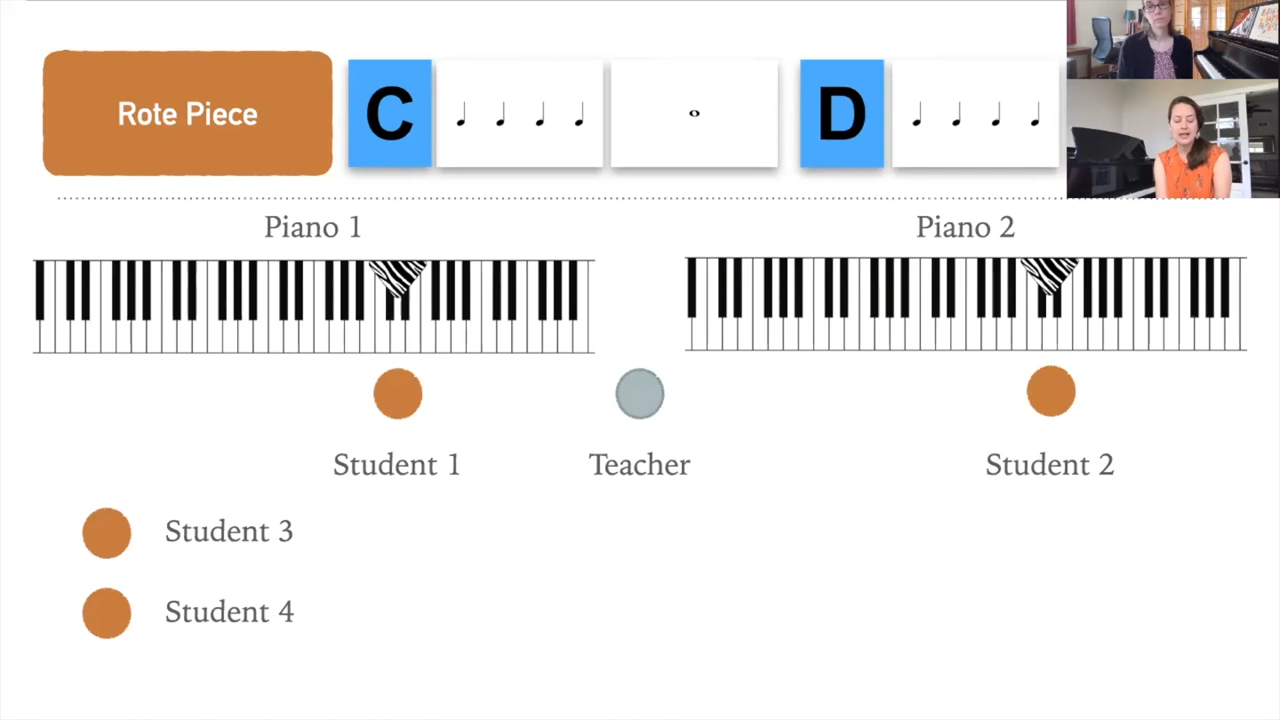 Rote Piece
C
D
Piano 1
Piano 2
Student 1
Teacher
Student 2
Student 3
Student 4